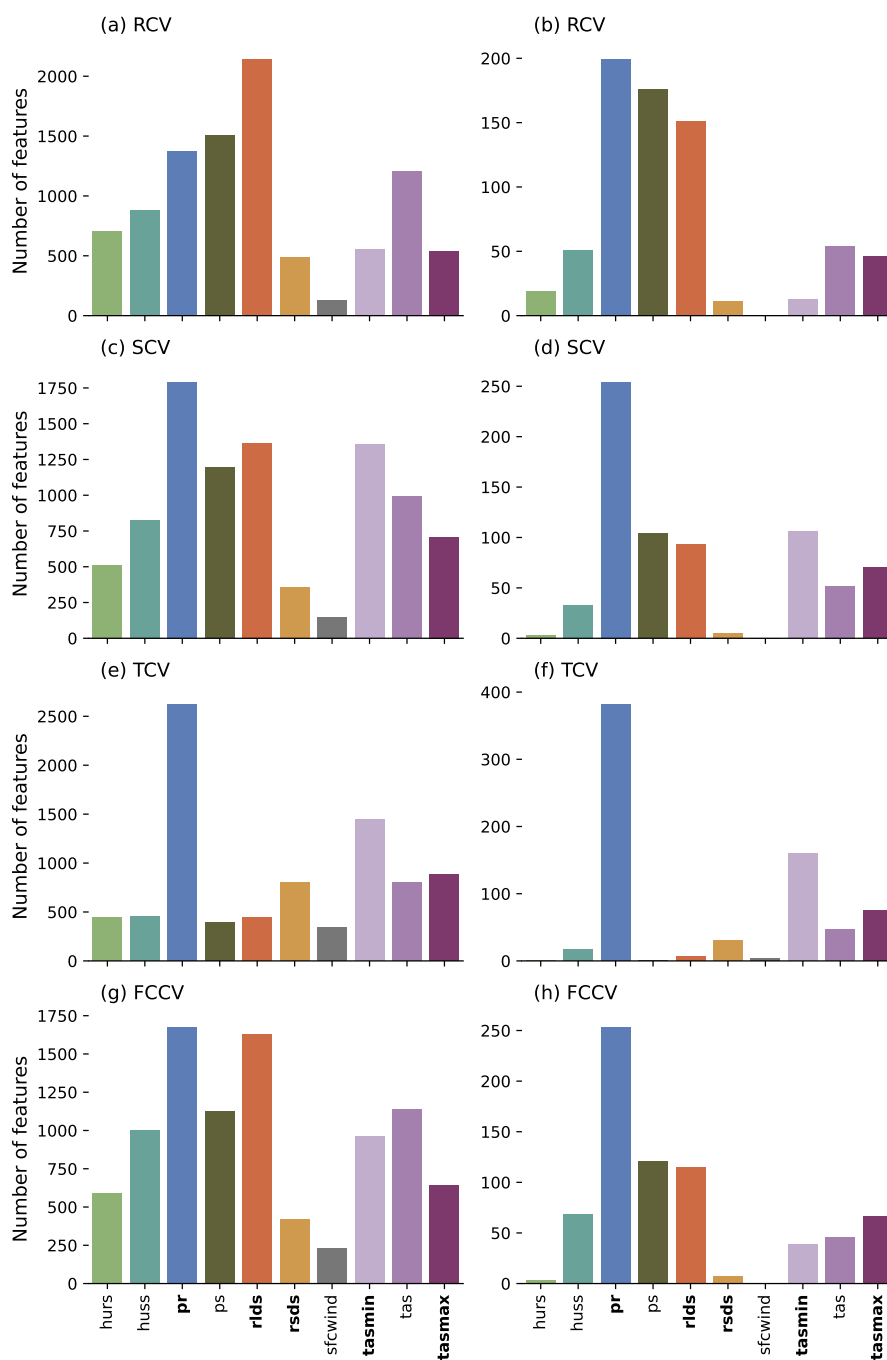 (a) RCV
Number of features
2000
1500
1000
500
0
(b) RCV
200
150
100
50
0
(c) SCV
Number of features
1750
1500
1250
1000
750
500
250
0
(d) SCV
250
200
150
100
50
0
(e) TCV
Number of features
2500
2000
1500
1000
500
0
(f) TCV
400
300
200
100
0
(g) FCCV
Number of features
1750
1500
1250
1000
750
500
250
0
hurs
huss
pr
ps
rlds
rsds
sfcwind
tasmin
tas
tasmax
(h) FCCV
250
200
150
100
50
0
hurs
huss
pr
ps
rlds
rsds
sfcwind
tasmin
tas
tasmax